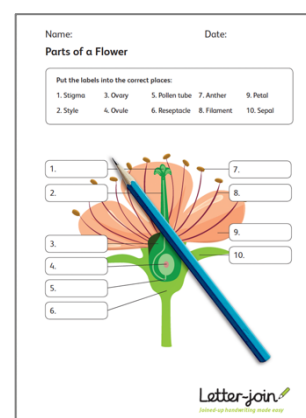 Name: Date:
Parts of a Flower
Put the labels into the correct places:
1. Stigma 3. Ovary 5. Pollen tube 7. Anther 9. Petal
2. Style 4. Ovule 6. Reseptacle 8. Filament 10. Sepal
1. 7.
2. 8.
9.
3. 10.
4.
5.
6.
Letter-join
Joined-up handwriting made easy